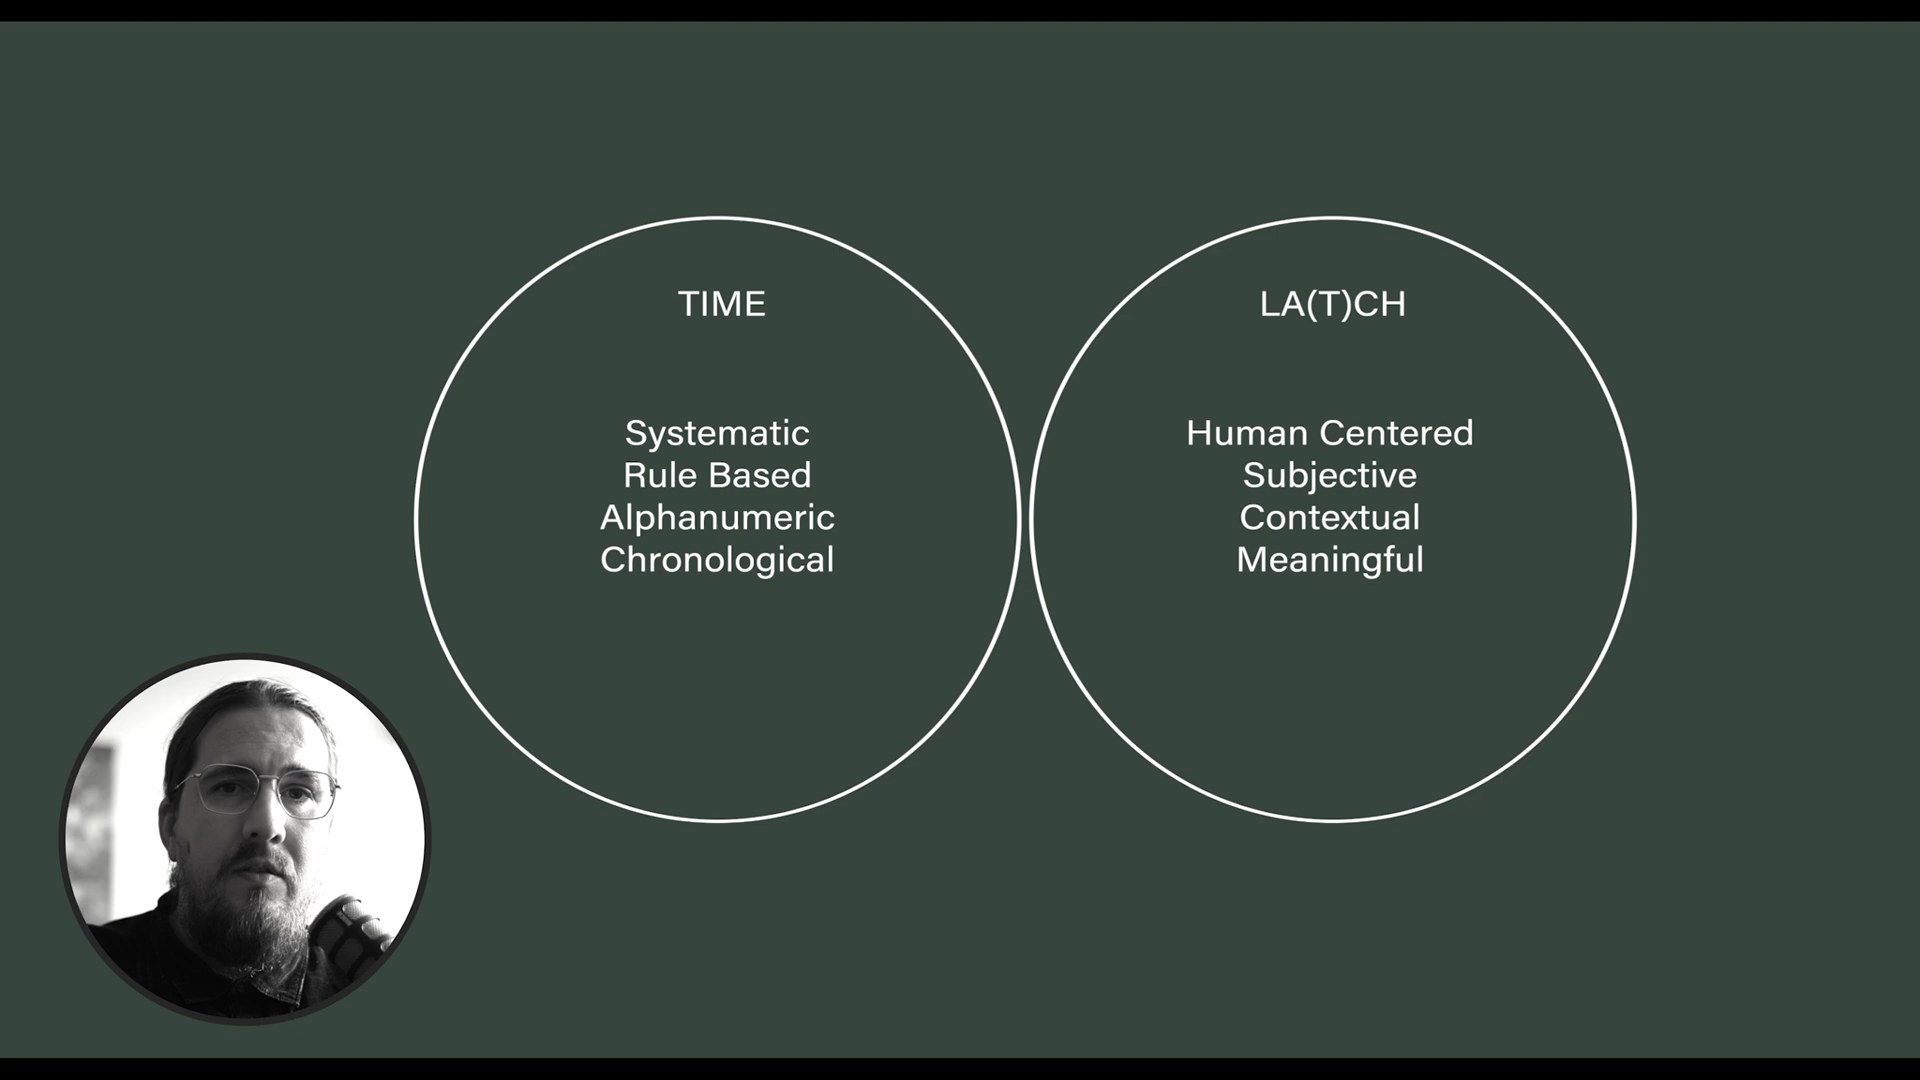 TIME
Systematic
Rule Based
Alphanumeric
Chronological
LA(T)CH
Human Centered
Subjective
Contextual
Meaningful